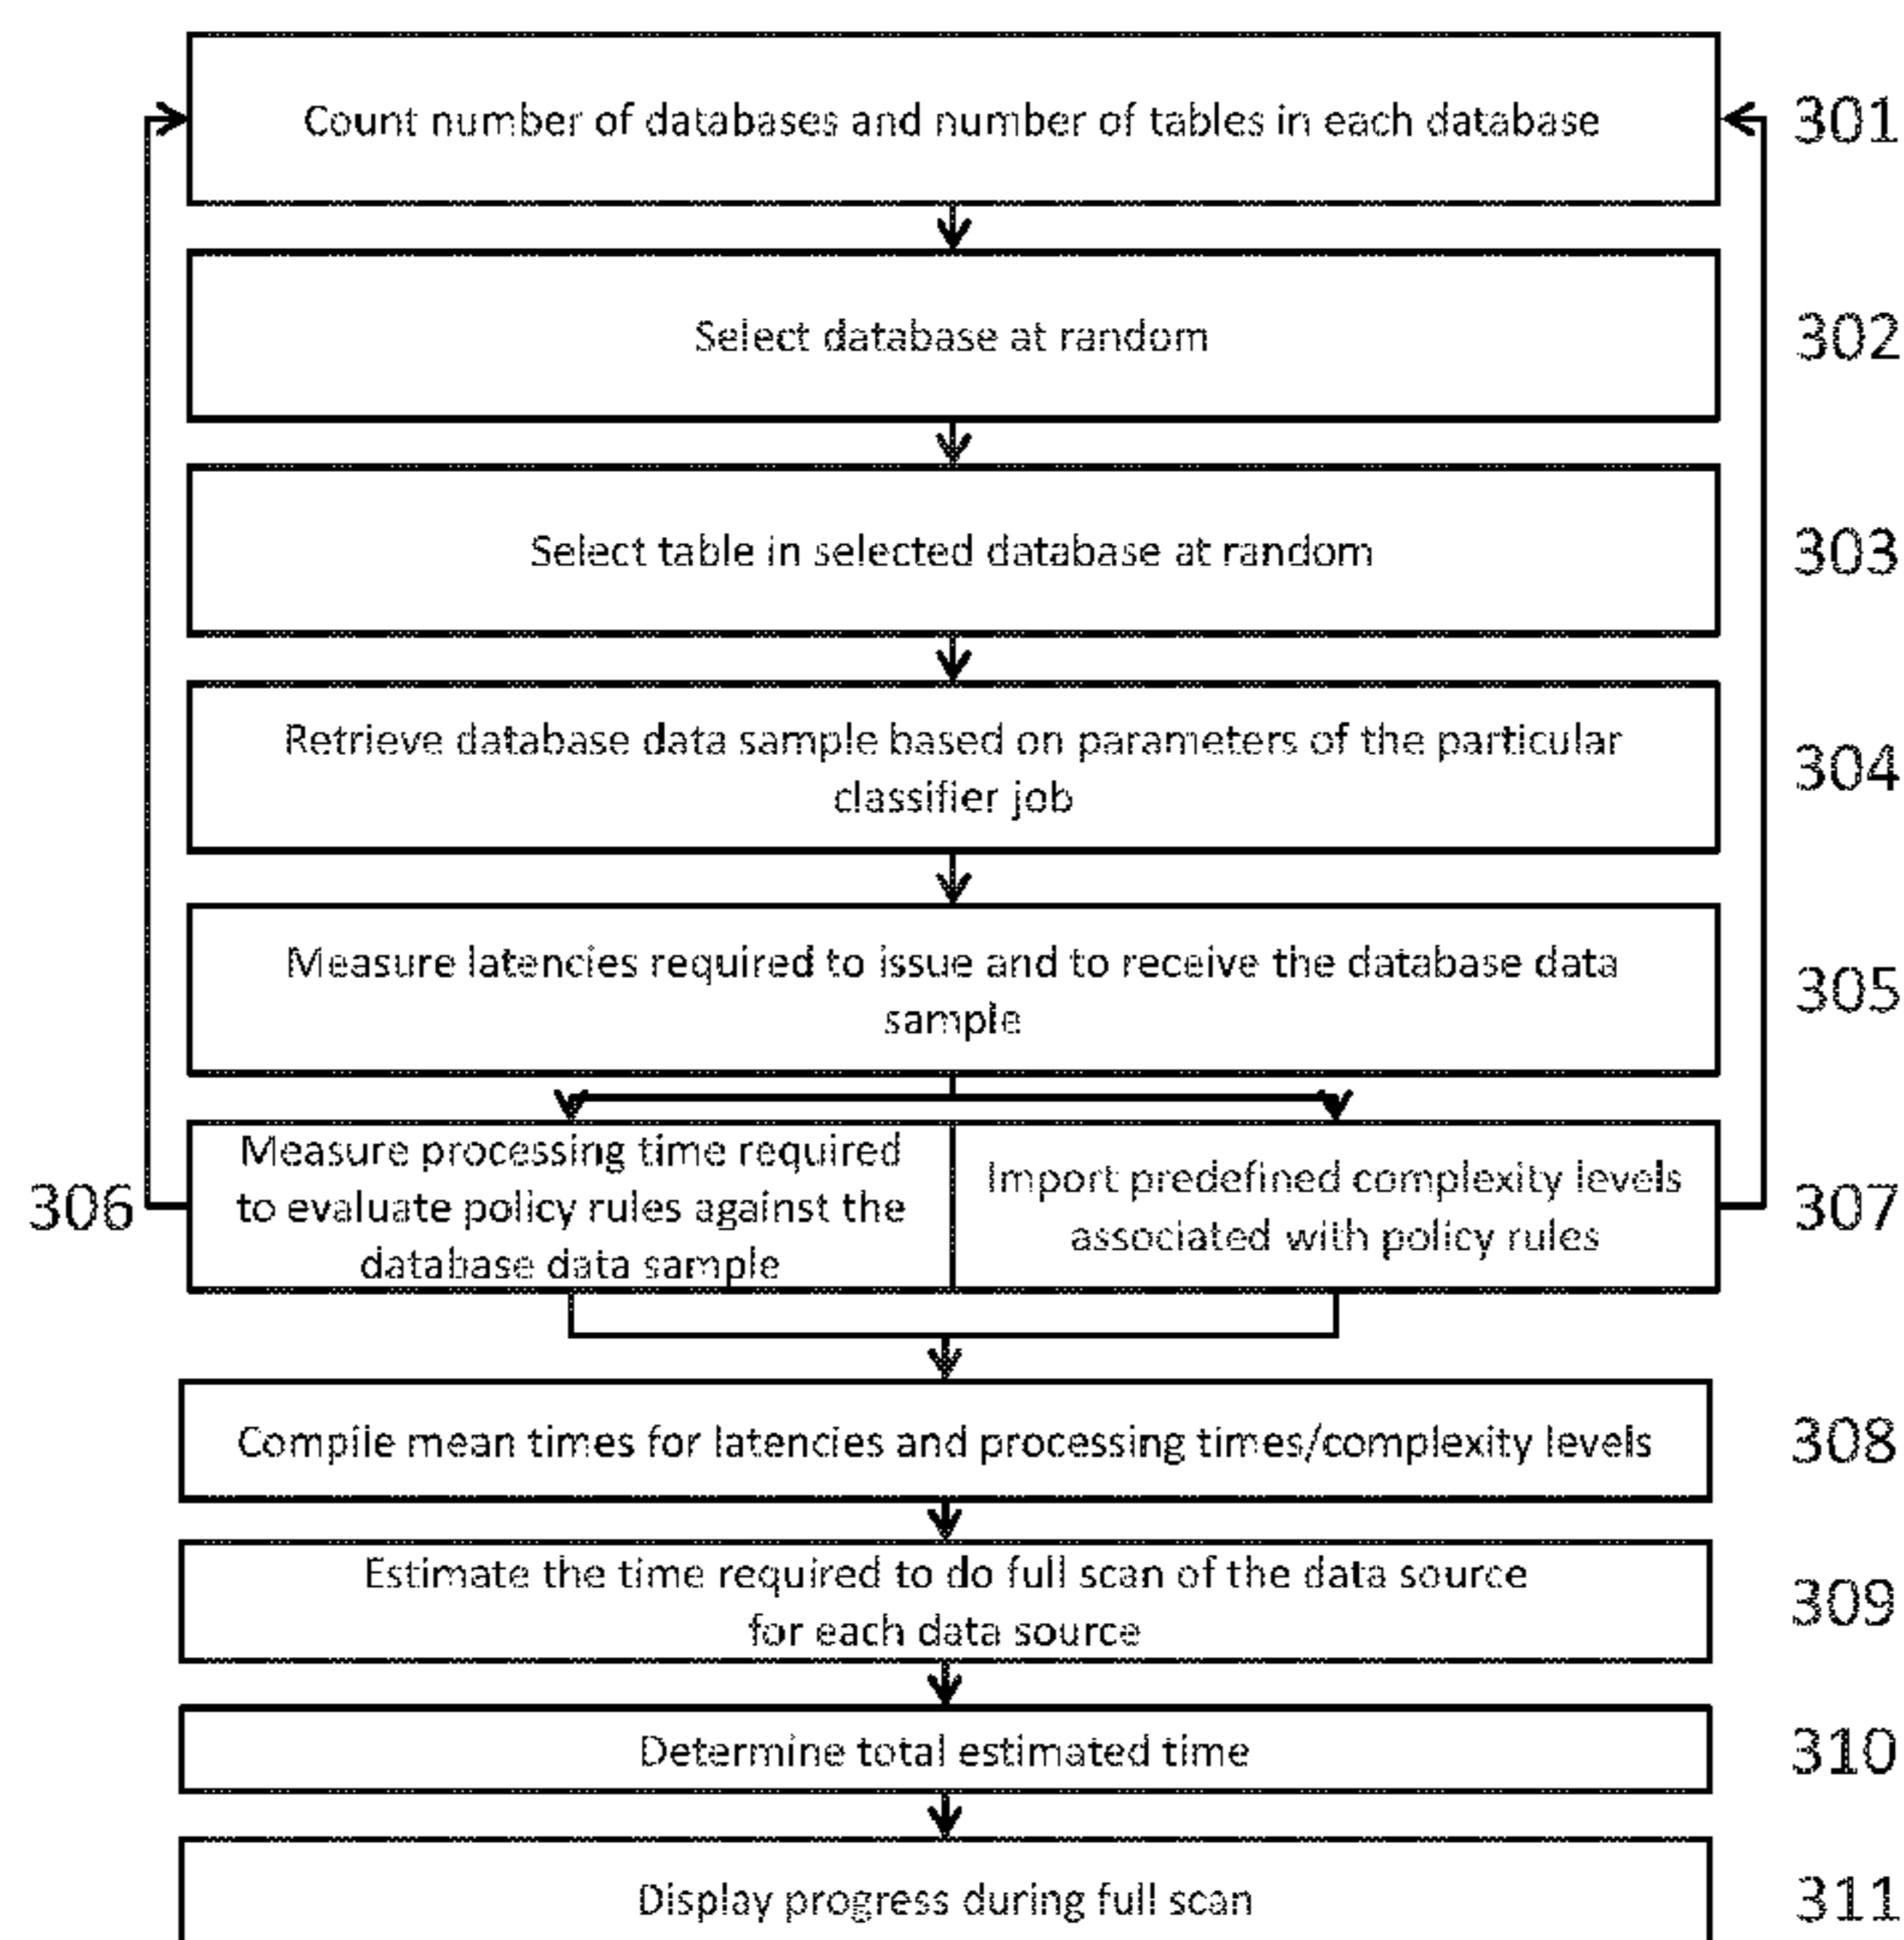 Count number of databases and number of tables in each database
301
Select database at random
302
Select table in selected database at random
303
Retrieve database data sample based on parameters of the particular
classifier job
304
Measure latencies required to issue and to receive the database data
sample
305
306
Measure processing time required
to evaluate policy rules against the
database data sample
Import predefined complexity levels
associated with policy rules
307
Compile mean times for latencies and processing times/complexity levels
308
Estimate the time required to do full scan of the data source
for each data source
309
Determine total estimated time
310
Display progress during full scan
311